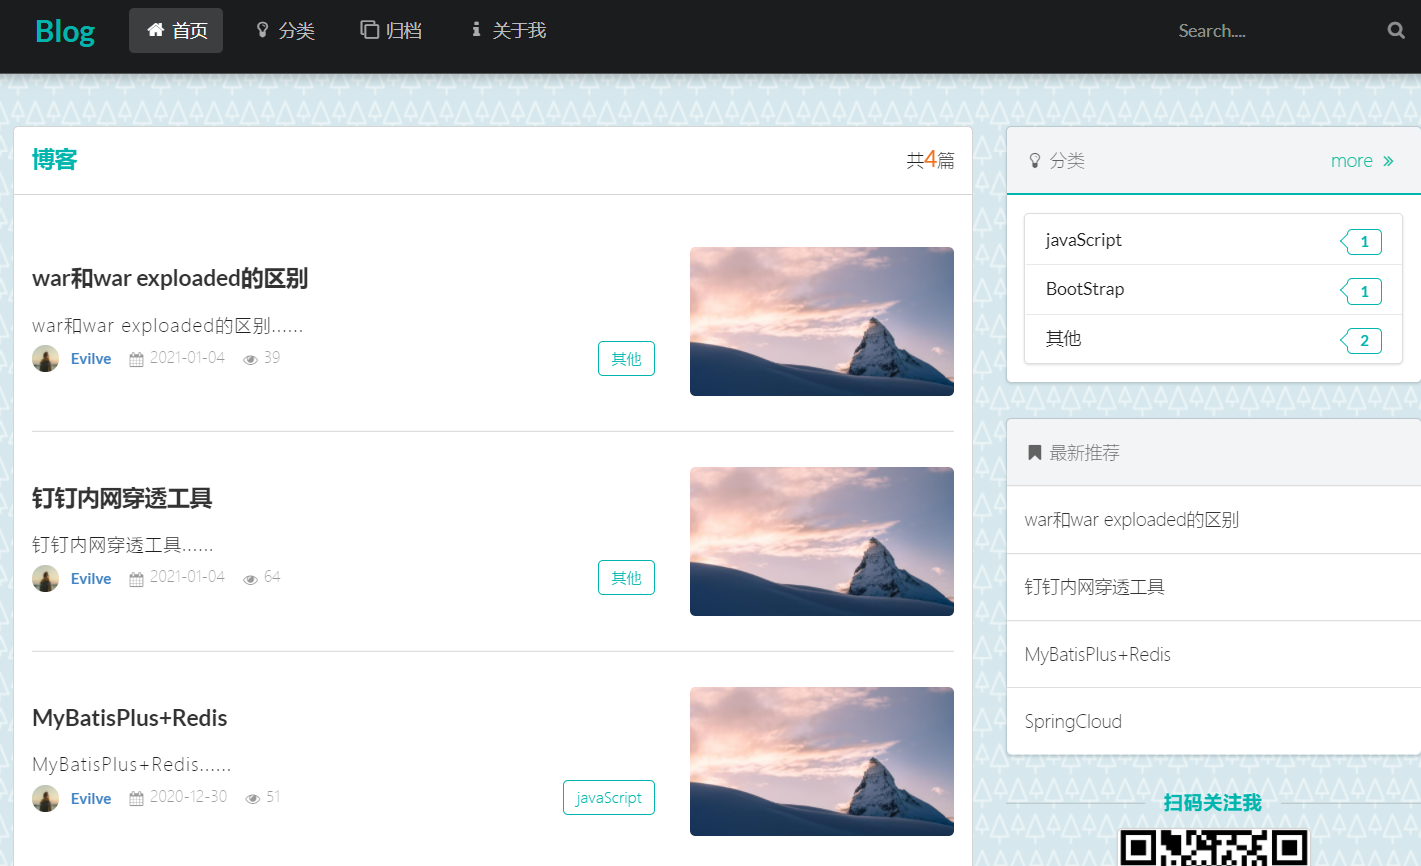 Blog 首页 分类 归档 关于我 Search....
博客 共4篇
war和war exploaded的区别
war和war exploaded的区别......
Evilve 2021-01-04 39 其他
钉钉内网穿透工具
钉钉内网穿透工具......
Evilve 2021-01-04 64 其他
MyBatisPlus+Redis
MyBatisPlus+Redis......
Evilve 2020-12-30 51 javaScript
分类 more »
javaScript 1
BootStrap 1
其他 2
最新推荐
war和war exploaded的区别
钉钉内网穿透工具
MyBatisPlus+Redis
SpringCloud
扫码关注我